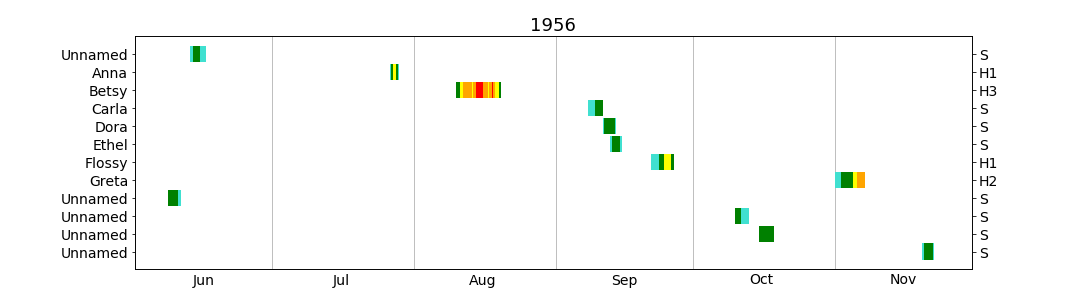 1956
Unnamed S
Anna H1
Betsy H3
Carla S
Dora S
Ethel S
Flossy H1
Greta H2
Unnamed S
Unnamed S
Unnamed S
Unnamed S
Jun Jul Aug Sep Oct Nov